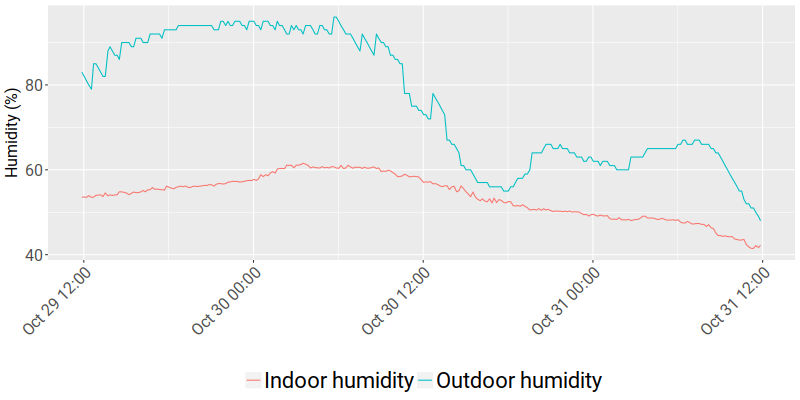 Humidity (%)
80
60
40
Oct 29 12:00
Oct 30 00:00
Oct 30 12:00
Oct 31 00:00
Oct 31 12:00
Indoor humidity Outdoor humidity